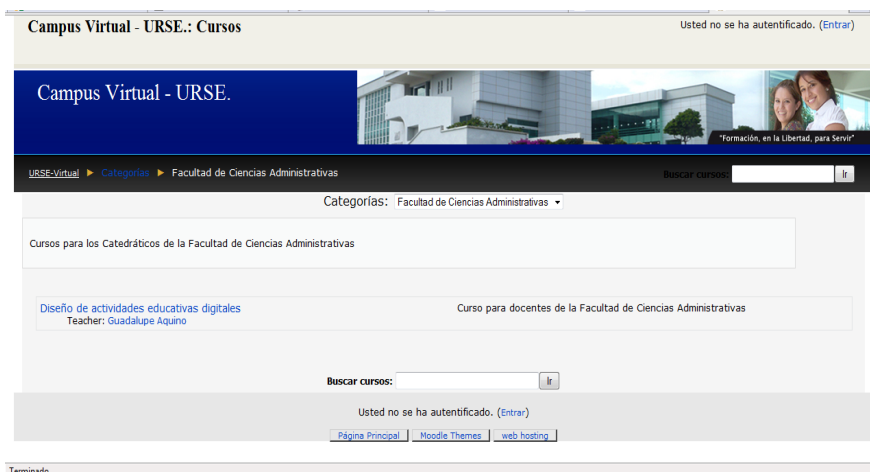 Campus Virtual - URSE.: Cursos
Usted no se ha autentificado. (Entrar)
Campus Virtual - URSE.
"Formación, en la Libertad, para Servir"
URSE-Virtual ► Categorías ► Facultad de Ciencias Administrativas
Buscar cursos: Ir
Categorías: Facultad de Ciencias Administrativas
Cursos para los Catedráticos de la Facultad de Ciencias Administrativas
Diseño de actividades educativas digitales
Curso para docentes de la Facultad de Ciencias Administrativas
Teacher: Guadalupe Aquino
Buscar cursos: Ir
Usted no se ha autentificado. (Entrar)
Página Principal Moodle Themes web hosting
Terminado